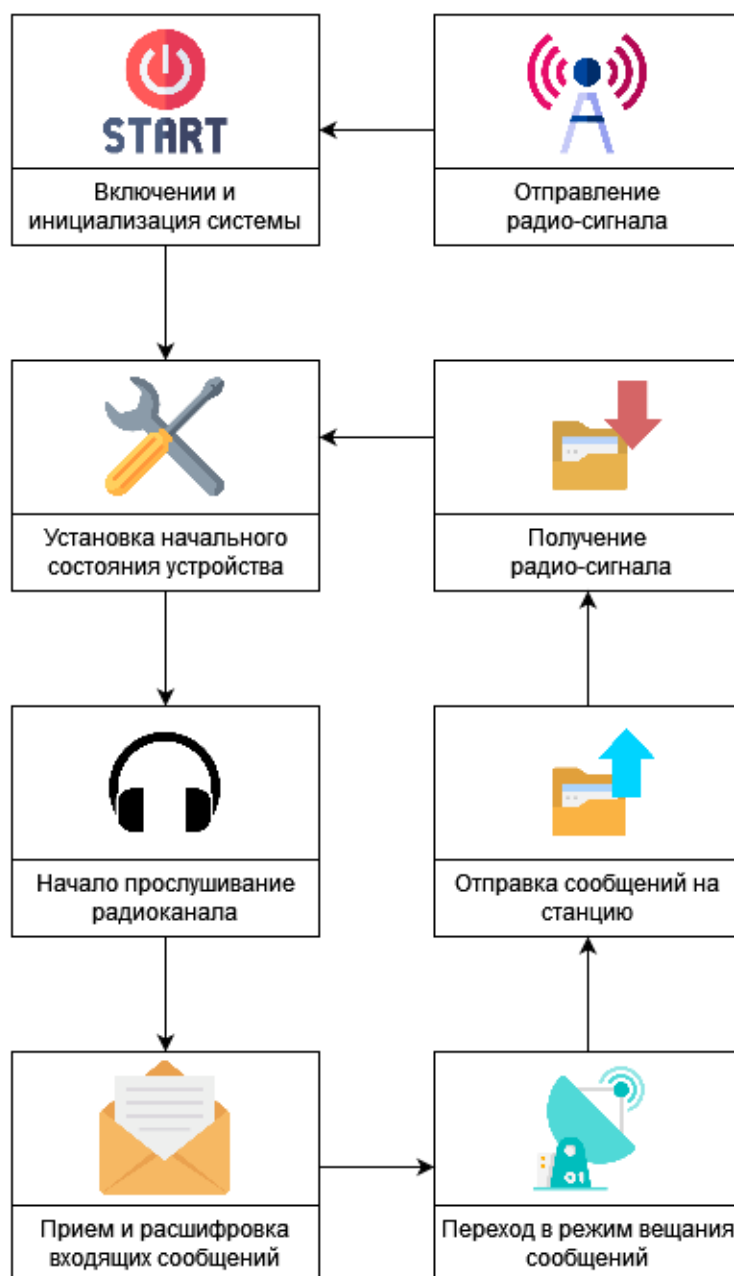 START
Включении и
инициализация системы
Отправление
радио-сигнала
Установка начального
состояния устройства
Получение
радио-сигнала
Начало прослушивание
радиоканала
Отправка сообщений на
станцию
Прием и расшифровка
входящих сообщений
Переход в режим вещания
сообщений